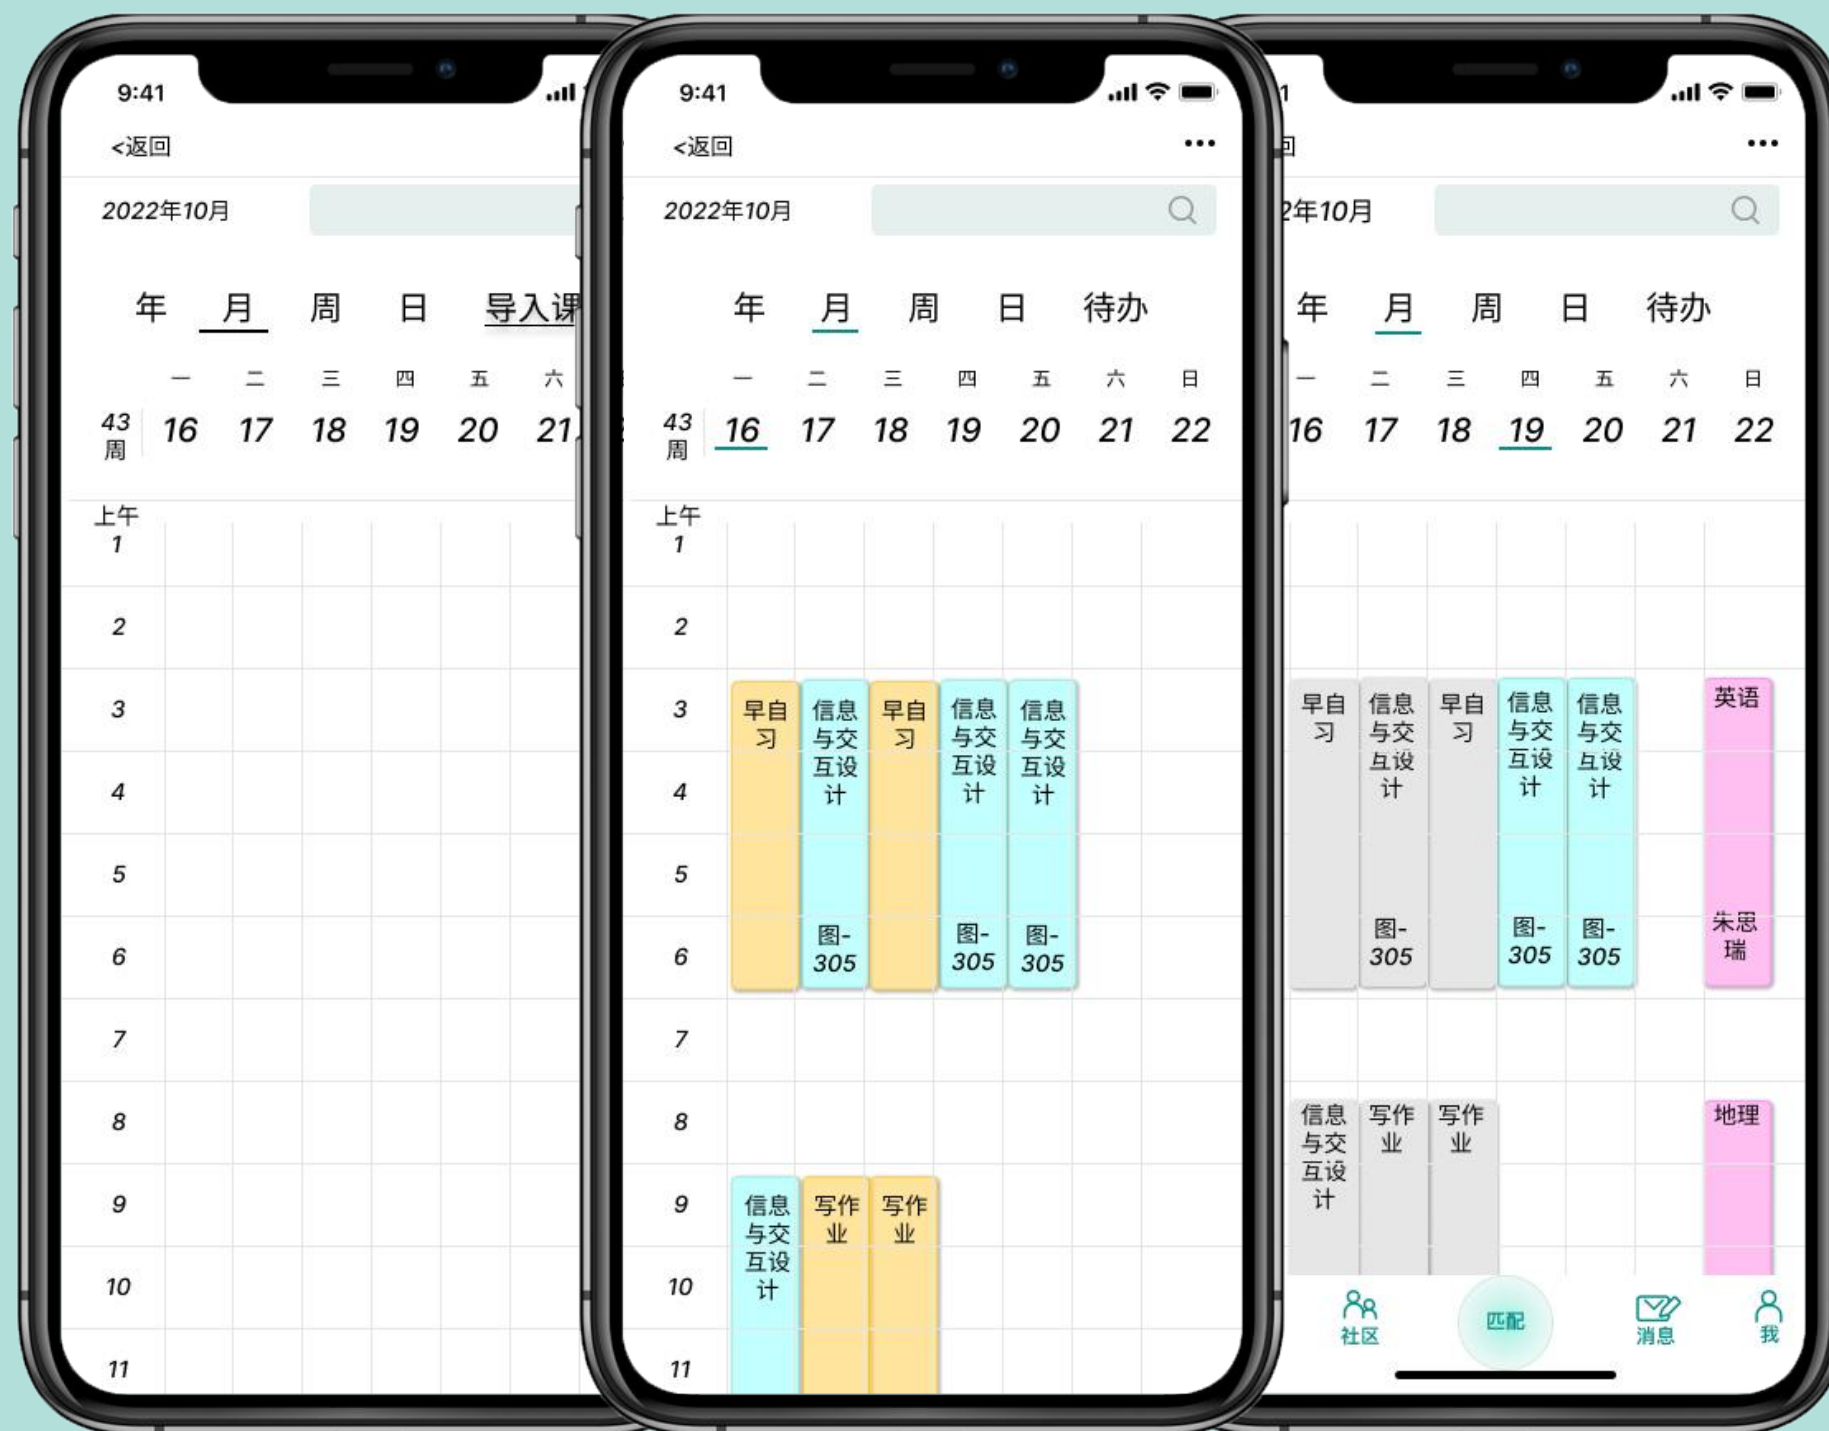 9:41
<返回
2022年10月
年 月 周 日 导入课
一 二 三 四 五 六
43周 16 17 18 19 20 21
上午
1
2
3
4
5
6
7
8
9
10
11
9:41
<返回
2022年10月
年 月 周 日 待办
一 二 三 四 五 六 日
43周 16 17 18 19 20 21 22
上午
1
2
3
4
5
6
7
8
9
10
11
早自习
信息与交互设计
图-305
早自习
信息与交互设计
图-305
信息与交互设计
图-305
信息与交互设计
写作业
写作业
1
回
2年10月
年 月 周 日 待办
一 二 三 四 五 六 日
16 17 18 19 20 21 22
早自习
信息与交互设计
图-305
早自习
信息与交互设计
图-305
信息与交互设计
图-305
英语
朱思瑞
信息与交互设计
写作业
写作业
地理
社区 匹配 消息 我